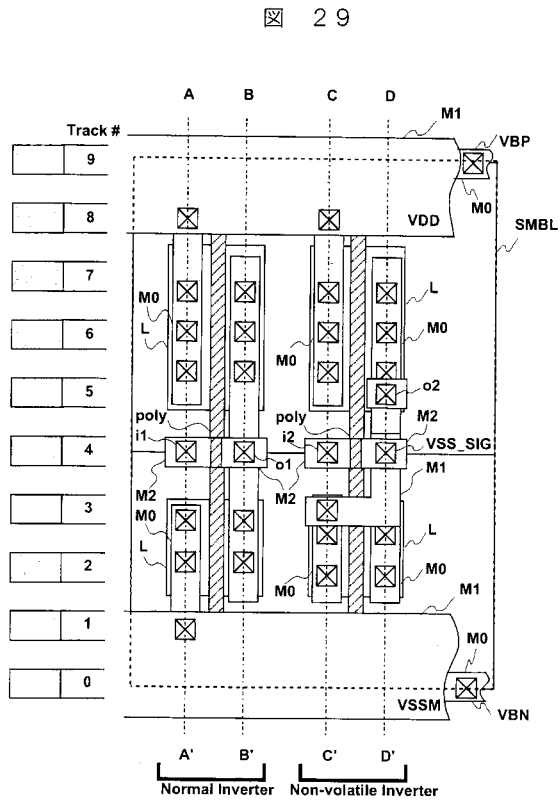 図 29
A B C D
M1
VBP
Track #
9
M0
8
VDD
SMBL
7
L
M0
6
M0
L
M0
5
o2
poly
poly
M2
i1
i2
4
VSS_SIG
o1
M2
M2
M1
3
M0
L
2
L
M0
M0
M1
1
M0
0
VSSM
VBN
A' B' C' D'
Normal Inverter Non-volatile Inverter